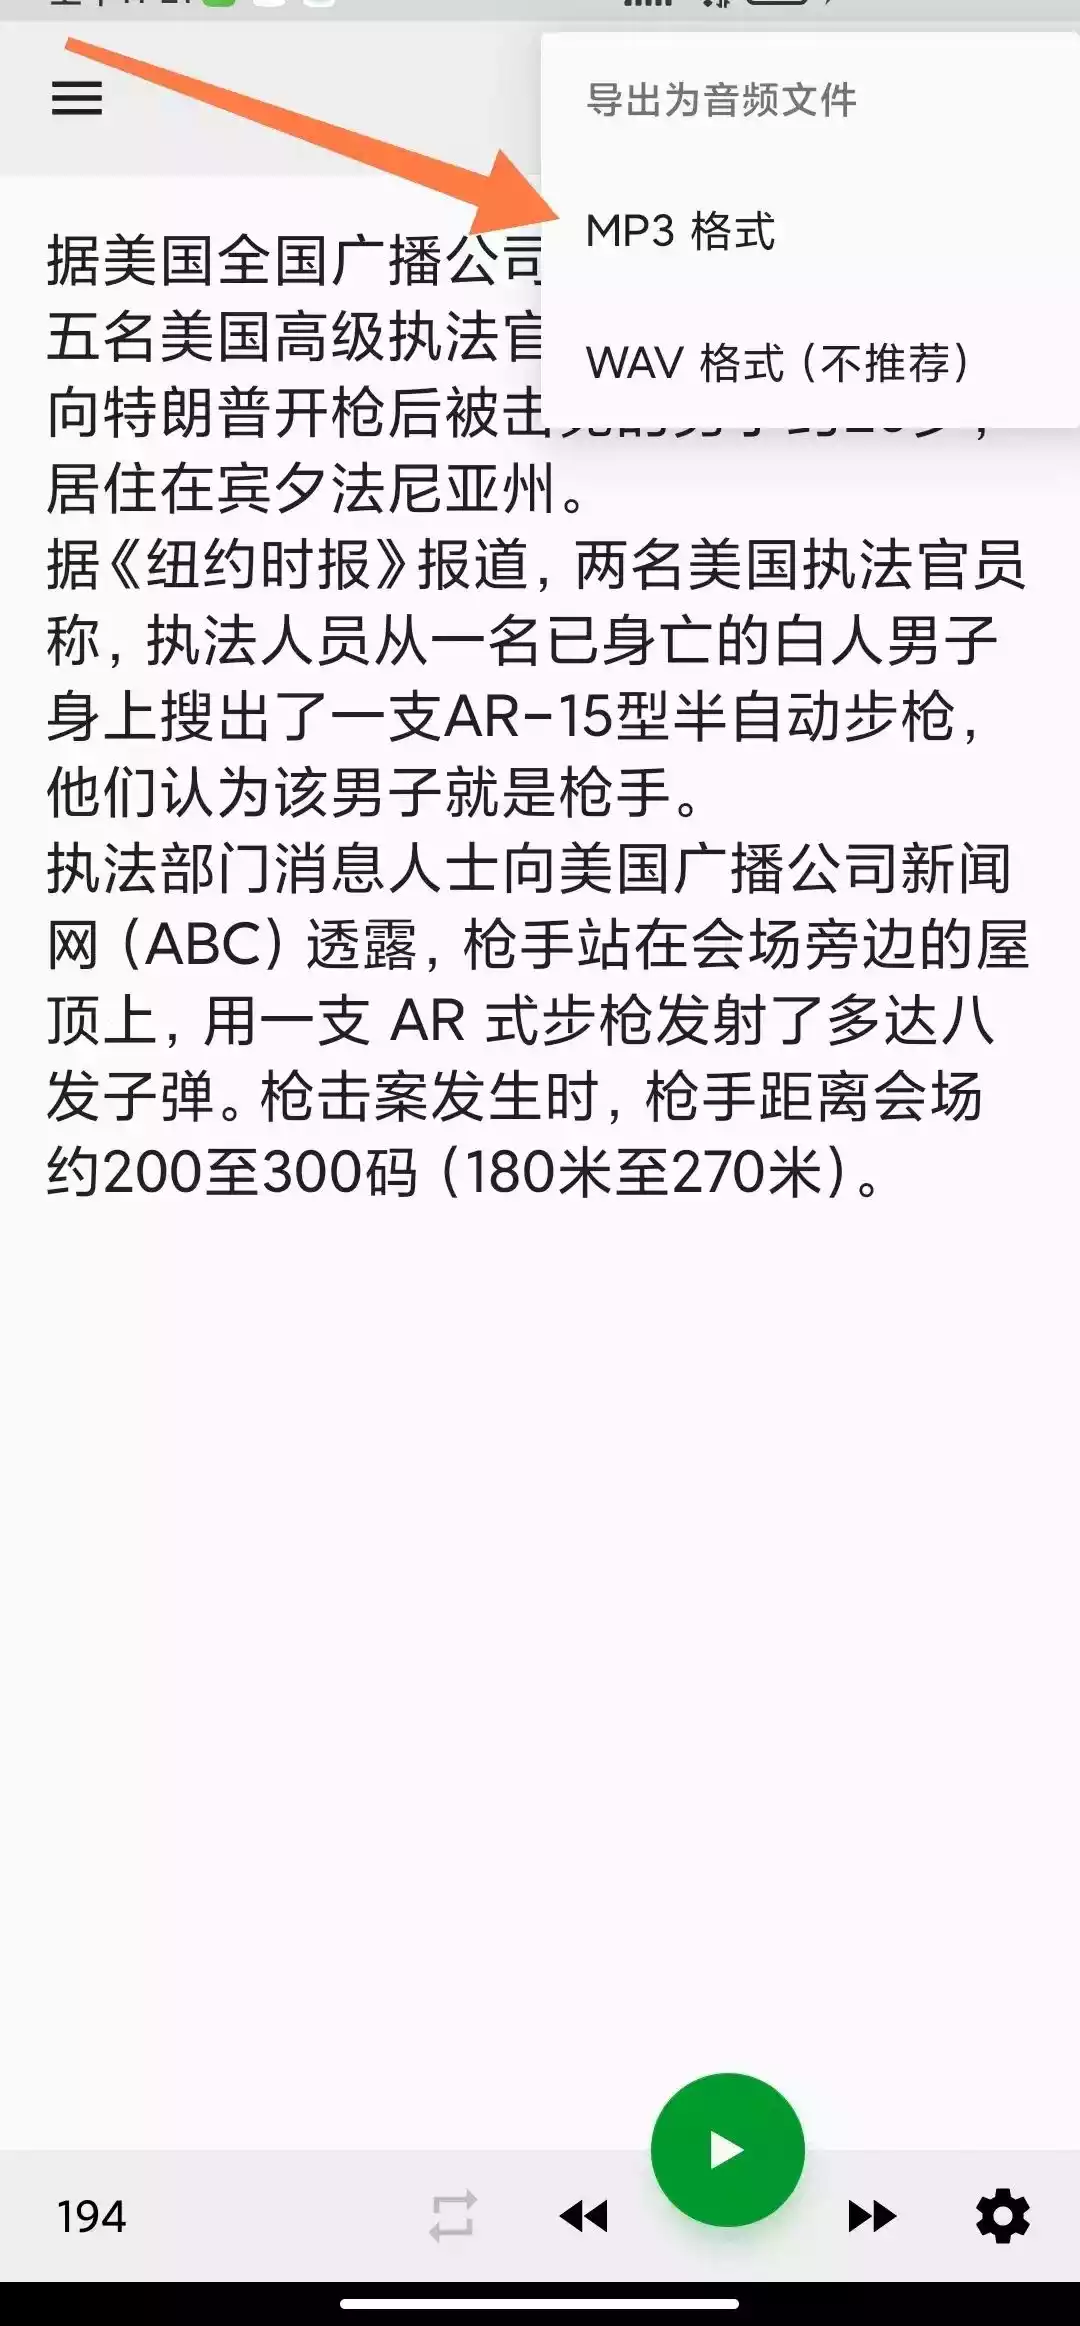 导出为音频文件
MP3 格式
WAV 格式（不推荐）
据美国全国广播公司
五名美国高级执法官
向特朗普开枪后被击
居住在宾夕法尼亚州。
据《纽约时报》报道，两名美国执法官员
称，执法人员从一名已身亡的白人男子
身上搜出了一支AR-15型半自动步枪，
他们认为该男子就是枪手。
执法部门消息人士向美国广播公司新闻
网（ABC）透露，枪手站在会场旁边的屋
顶上，用一支 AR 式步枪发射了多达八
发子弹。枪击案发生时，枪手距离会场
约200至300码（180米至270米）。
194